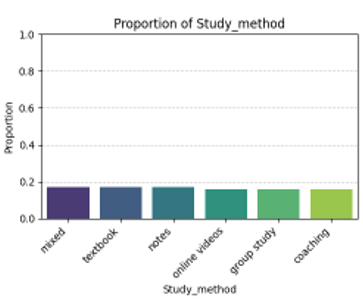 Proportion of Study_method
1.0
0.8
0.6
0.4
0.2
0.0
Proportion
mixed
textbook
notes
online videos
group study
coaching
Study_method